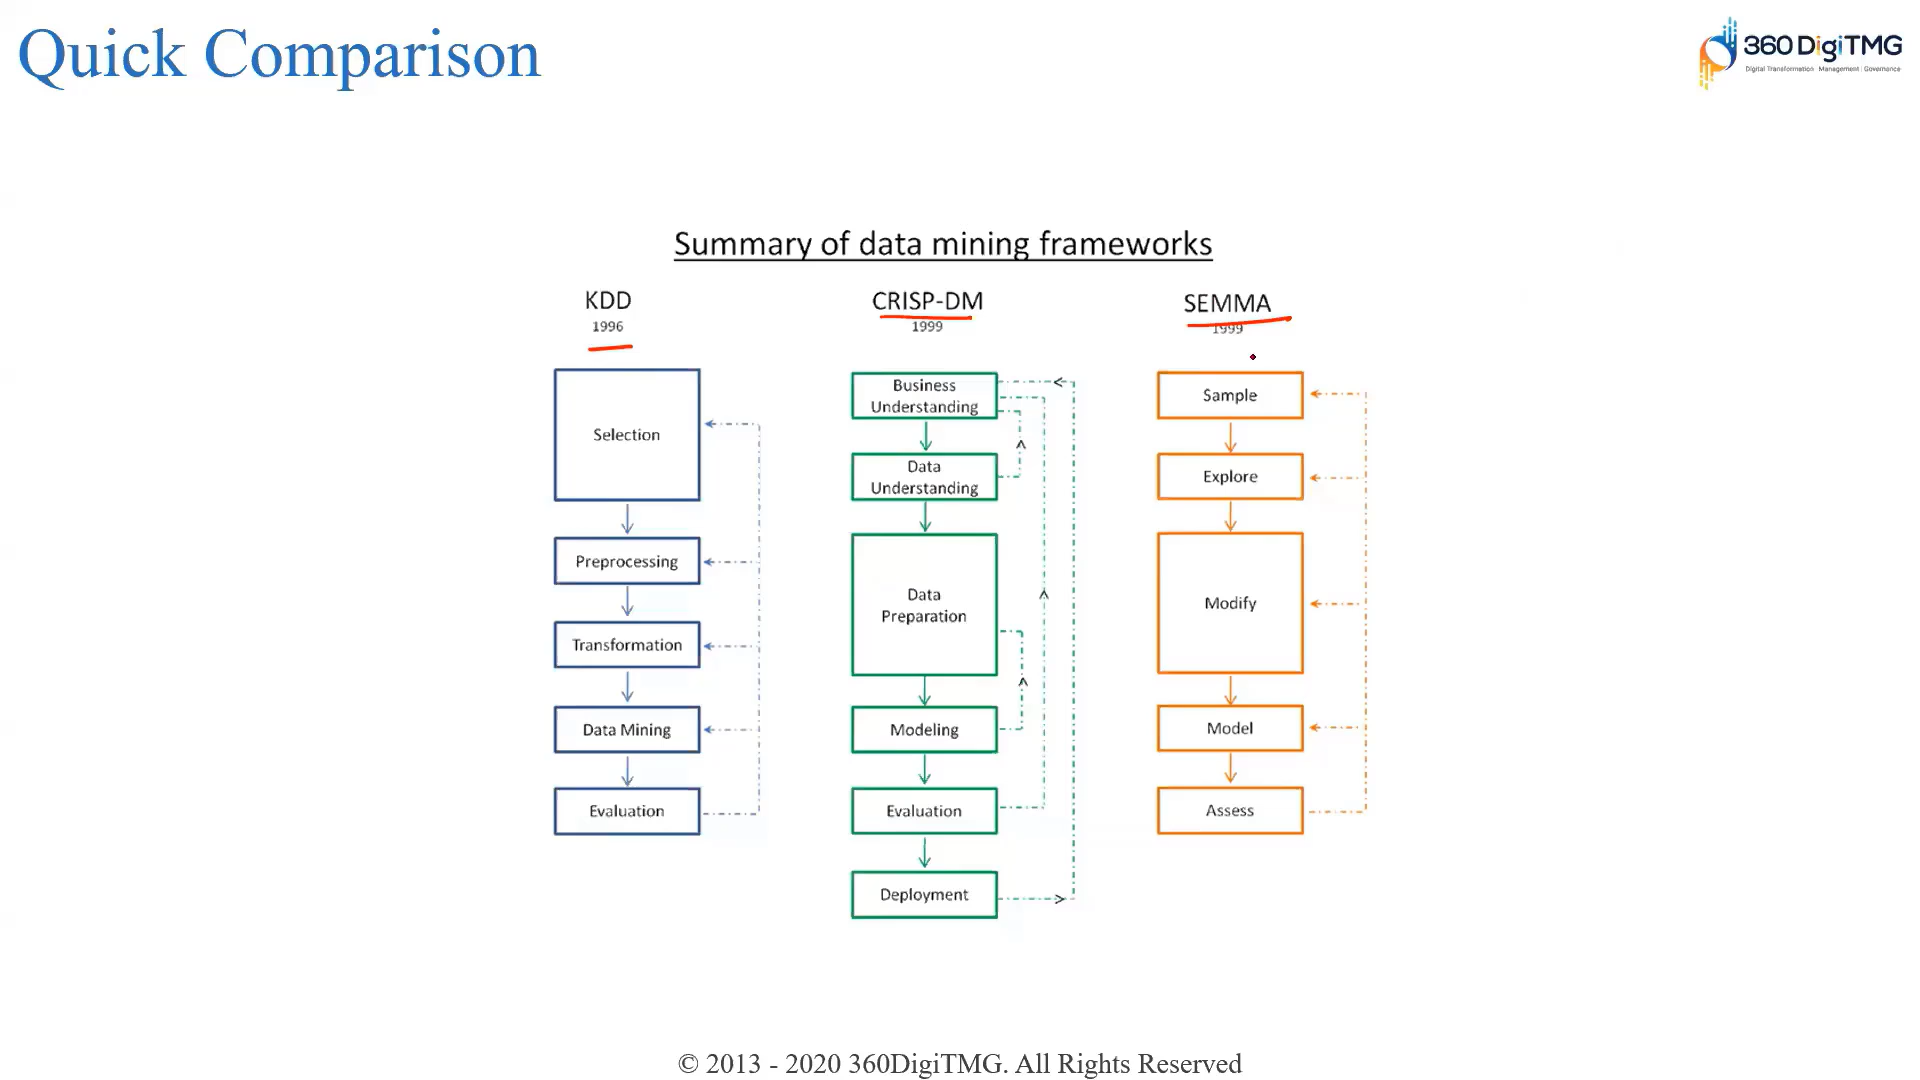 Quick Comparison
360 DigiTMG
Digital Transformation Management Governance
Summary of data mining frameworks
KDD
1996
Selection
Preprocessing
Transformation
Data Mining
Evaluation
CRISP-DM
1999
Business
Understanding
Data
Understanding
Data
Preparation
Modeling
Evaluation
Deployment
SEMMA
1999
Sample
Explore
Modify
Model
Assess
© 2013 - 2020 360DigiTMG. All Rights Reserved